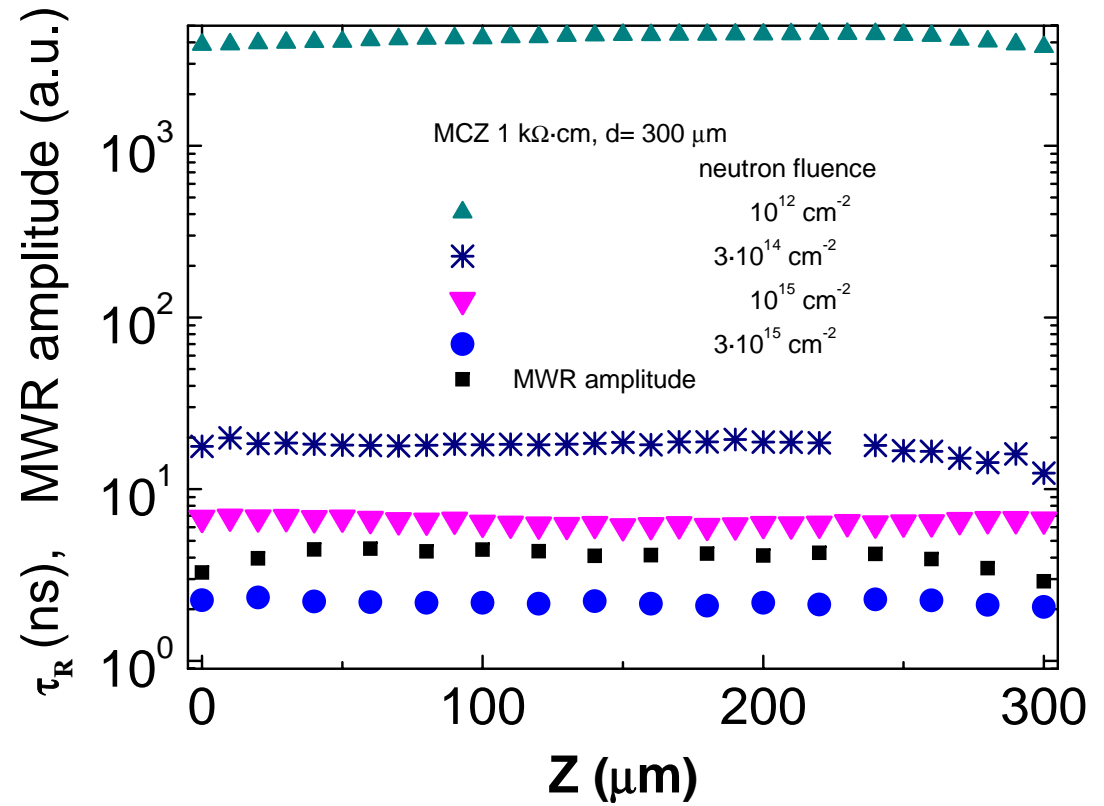 τR (ns), MWR amplitude (a.u.)
10^3
10^2
10^1
10^0
MCZ 1 kΩ·cm, d= 300 μm
neutron fluence
10^12 cm^-2
3·10^14 cm^-2
10^15 cm^-2
3·10^15 cm^-2
MWR amplitude
0 100 200 300
Z (μm)